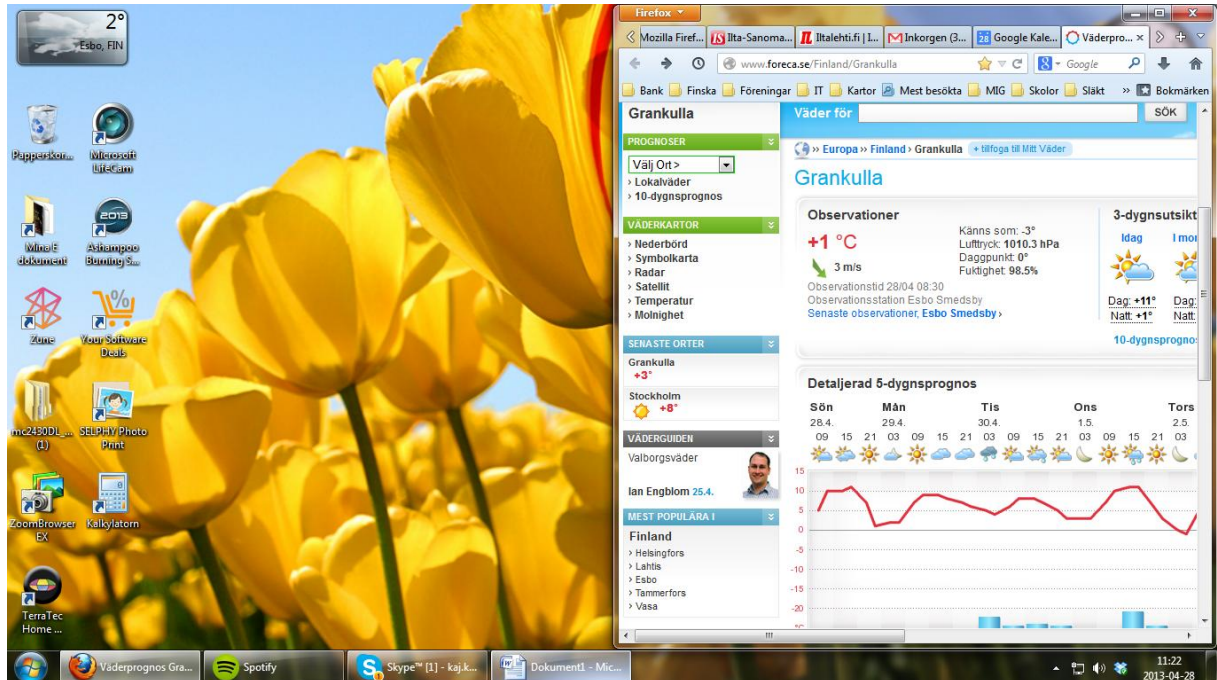 2°
Esbo, FIN
Papperskor...
Microsoft
LifeCam
Mina E
dokument
2013
Ashampoo
Burning S...
Zune
%
Your Software
Deals
mc2430DL_...
(1)
SELPHY Photo
Print
ZoomBrowser
EX
0
Kalkylatorn
TerraTec
Home ...
Firefox
Mozilla Firef...
Ilta-Sanoma...
Iltalehti.fi | I...
Inkorgen (3...
28 Google Kale...
Väderpro...
www.foreca.se/Finland/Grankulla
Google
Bank Finska Föreningar IT Kartor Mest besökta MIG Skolor Släkt » Bokmärken
Grankulla
PROGNOSER
Välj Ort >
› Lokalväder
› 10-dygnsprognos
VÄDERKARTOR
› Nederbörd
› Symbolkarta
› Radar
› Satellit
› Temperatur
› Molnighet
SENASTE ORTER
Grankulla
+3°
Stockholm
+8°
VÄDERGUIDEN
Valborgsväder
Ian Engblom 25.4.
MEST POPULÄRA I
Finland
› Helsingfors
› Lahtis
› Esbo
› Tammerfors
› Vasa
Väder för
SÖK
›› Europa ›› Finland › Grankulla + tillfoga till Mitt Väder
Grankulla
Observationer
+1 °C
3 m/s
Känns som: -3°
Lufttryck: 1010.3 hPa
Daggpunkt: 0°
Fuktighet: 98.5%
Observationstid 28/04 08:30
Observationsstation Esbo Smedsby
Senaste observationer, Esbo Smedsby ›
3-dygnsutsikt
Idag
I mor
Dag: +11°
Natt: +1°
Dag:
Natt:
10-dygnsprognos
Detaljerad 5-dygnsprognos
Sön Mån Tis Ons Tors
28.4. 29.4. 30.4. 1.5. 2.5.
09 15 21 03 09 15 21 03 09 15 21 03 09 15 21 03
15
10
5
0
-5
-10
-15
-20
°C
Väderprognos Gra...
Spotify
Skype™ [1] - kaj.k...
Dokument1 - Mic...
11:22
2013-04-28